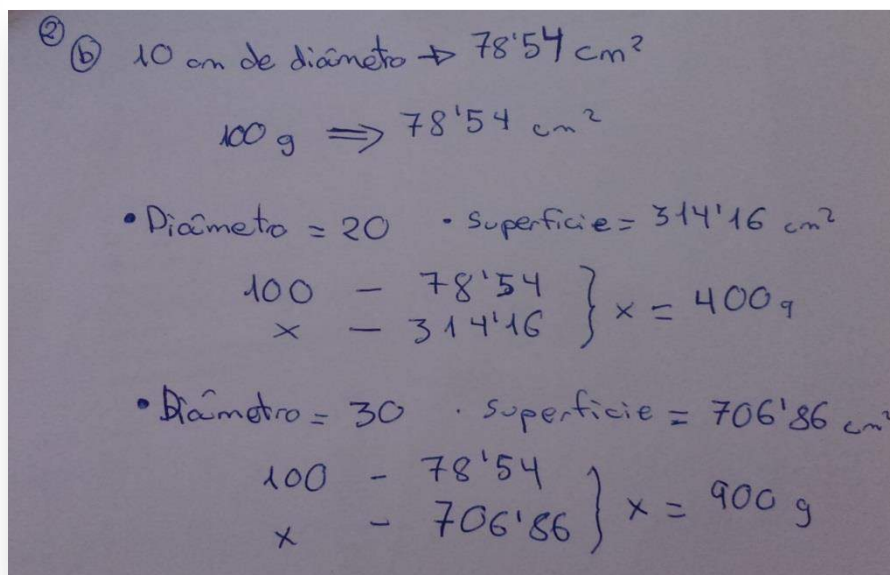 ②
ⓑ 10 cm de diámetro → 78'54 cm²
100 g ⟹ 78'54 cm²
• Diámetro = 20 · Superficie = 314'16 cm²
100 – 78'54
x – 314'16 } x = 400 g
• Diámetro = 30 · Superficie = 706'86 cm²
100 – 78'54
x – 706'86 } x = 900 g